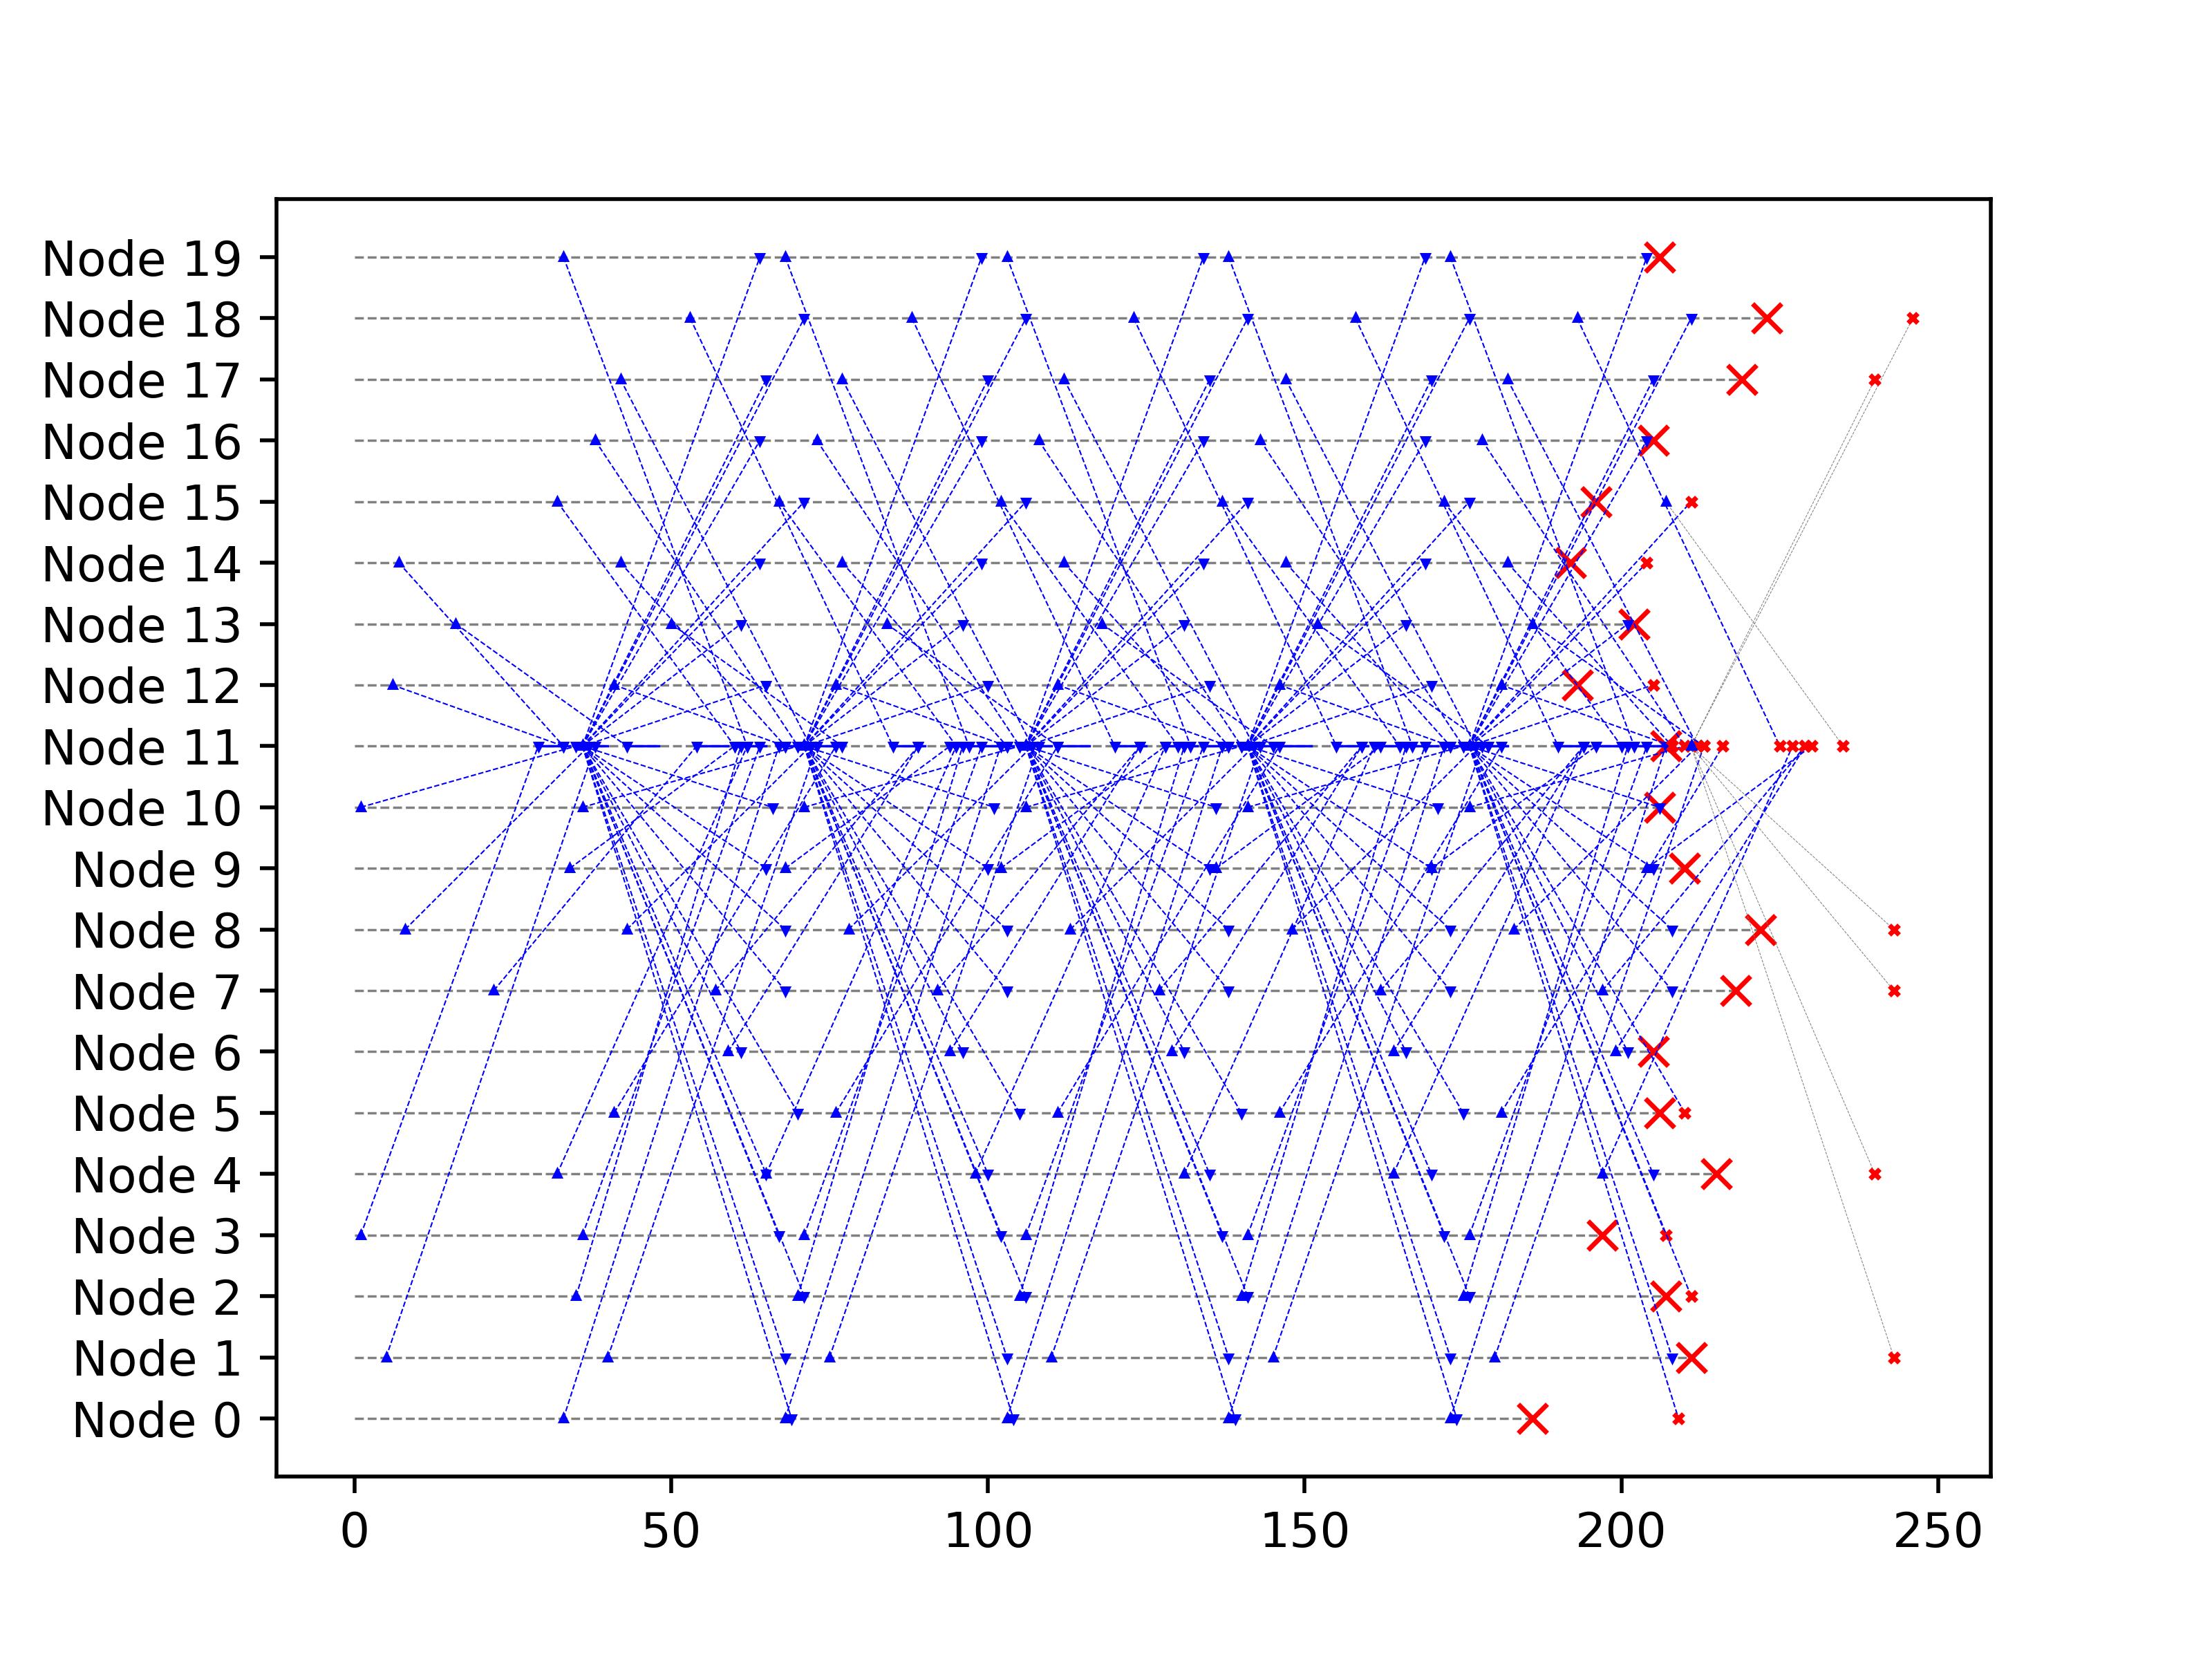 Node 19
Node 18
Node 17
Node 16
Node 15
Node 14
Node 13
Node 12
Node 11
Node 10
Node 9
Node 8
Node 7
Node 6
Node 5
Node 4
Node 3
Node 2
Node 1
Node 0
0 50 100 150 200 250